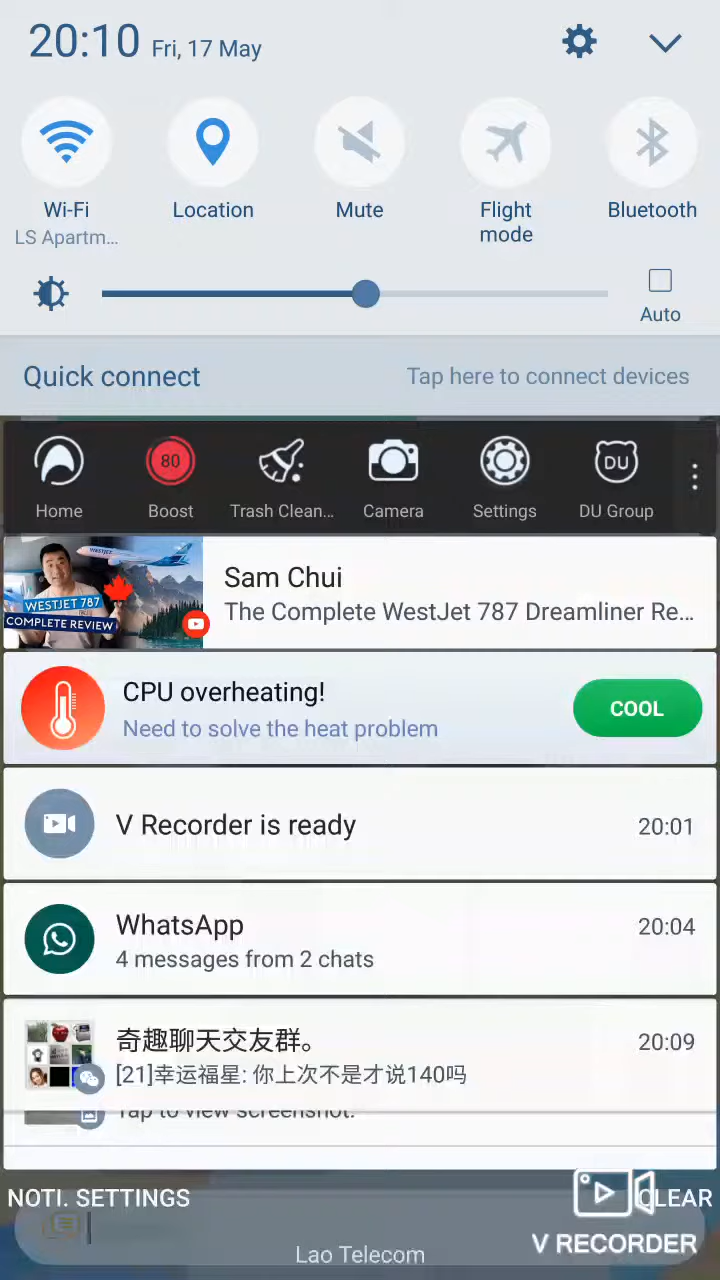 20:10 Fri, 17 May
Wi-Fi
LS Apartm...
Location
Mute
Flight
mode
Bluetooth
Auto
Quick connect
Tap here to connect devices
80
DU
Home
Boost
Trash Clean...
Camera
Settings
DU Group
WESTJET
WESTJET 787
COMPLETE REVIEW
Sam Chui
The Complete WestJet 787 Dreamliner Re...
CPU overheating!
Need to solve the heat problem
COOL
V Recorder is ready
20:01
WhatsApp
20:04
4 messages from 2 chats
奇趣聊天交友群。
20:09
[21]幸运福星: 你上次不是才说140吗
Tap to view screenshot.
NOTI. SETTINGS
CLEAR
V RECORDER
Lao Telecom